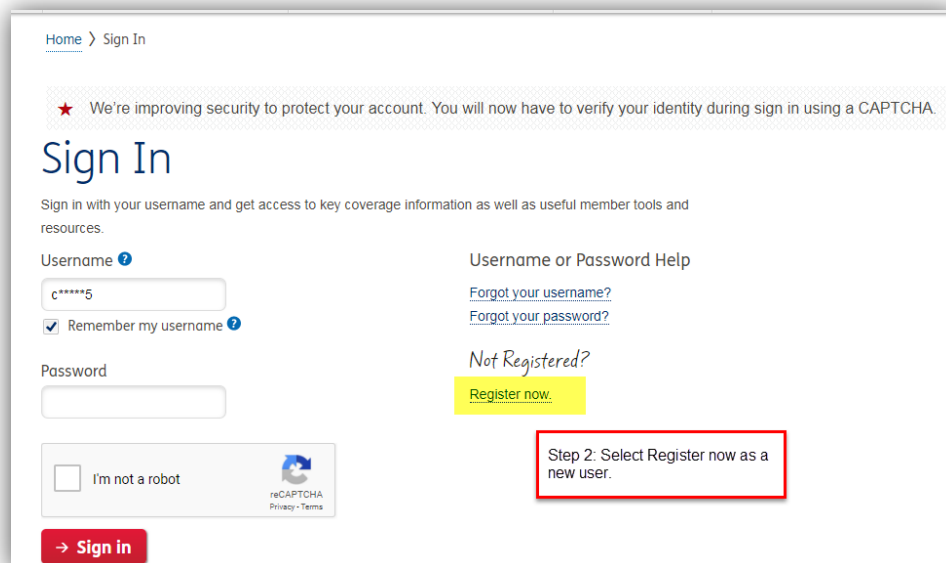 Home > Sign In
★ We're improving security to protect your account. You will now have to verify your identity during sign in using a CAPTCHA.
Sign In
Sign in with your username and get access to key coverage information as well as useful member tools and
resources.
Username ?
c*****5
Remember my username ?
Password
I'm not a robot
reCAPTCHA
Privacy - Terms
→ Sign in
Username or Password Help
Forgot your username?
Forgot your password?
Not Registered?
Register now.
Step 2: Select Register now as a
new user.